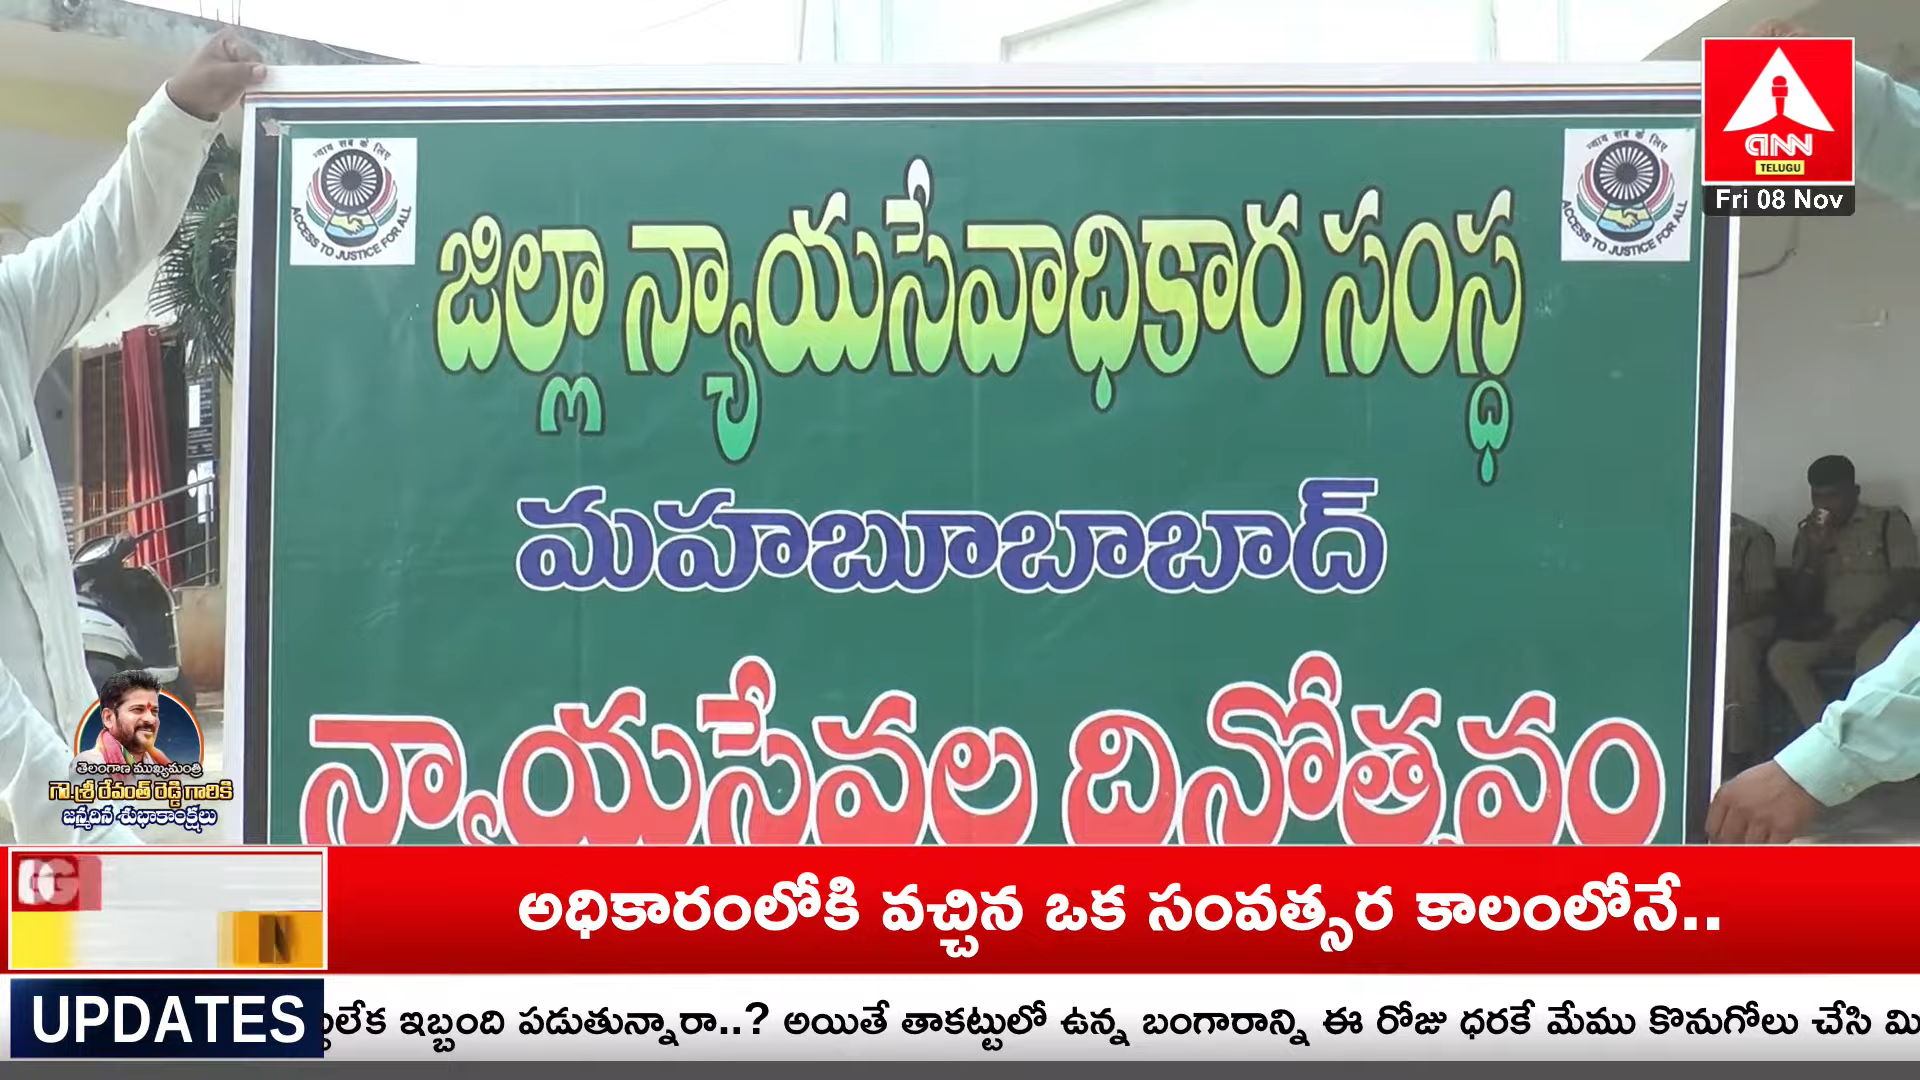 न्याय सब के लिए
ACCESS TO JUSTICE FOR ALL
न्याय सब के लिए
ACCESS TO JUSTICE FOR ALL
ANN
TELUGU
Fri 08 Nov
జిల్లా న్యాయసేవాధికార సంస్థ
మహబూబాబాద్
న్యాయసేవల దినోత్సవం
తెలంగాణ ముఖ్యమంత్రి
గౌ.శ్రీ రేవంత్ రెడ్డి గారికి
జన్మదిన శుభాకాంక్షలు
అధికారంలోకి వచ్చిన ఒక సంవత్సర కాలంలోనే..
UPDATES
ఇబ్బంది పడుతున్నారా..? అయితే తాకట్టులో ఉన్న బంగారాన్ని ఈ రోజు ధరకే మేము కొనుగోలు చేసి